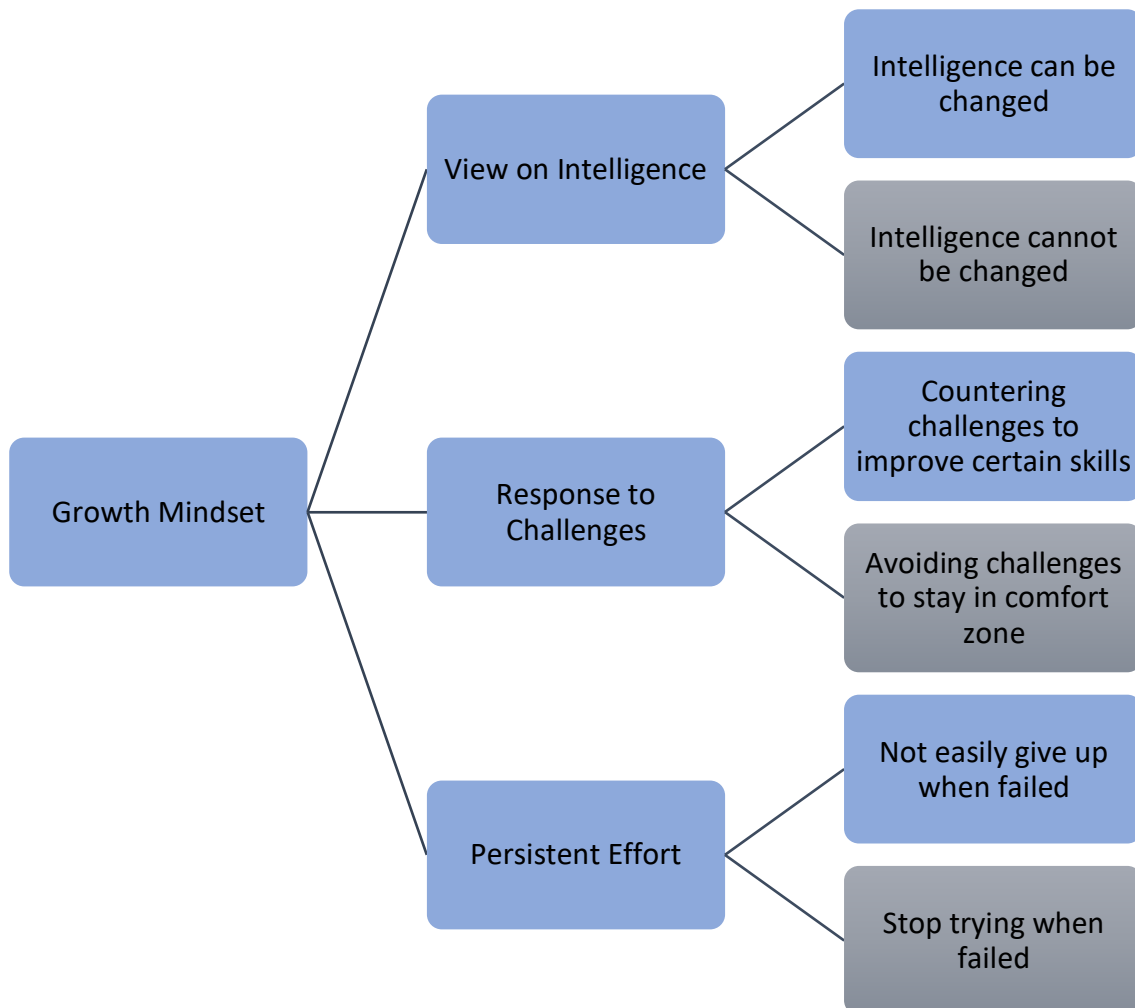 Growth Mindset
View on Intelligence
Intelligence can be
changed
Intelligence cannot
be changed
Response to
Challenges
Countering
challenges to
improve certain skills
Avoiding challenges
to stay in comfort
zone
Persistent Effort
Not easily give up
when failed
Stop trying when
failed